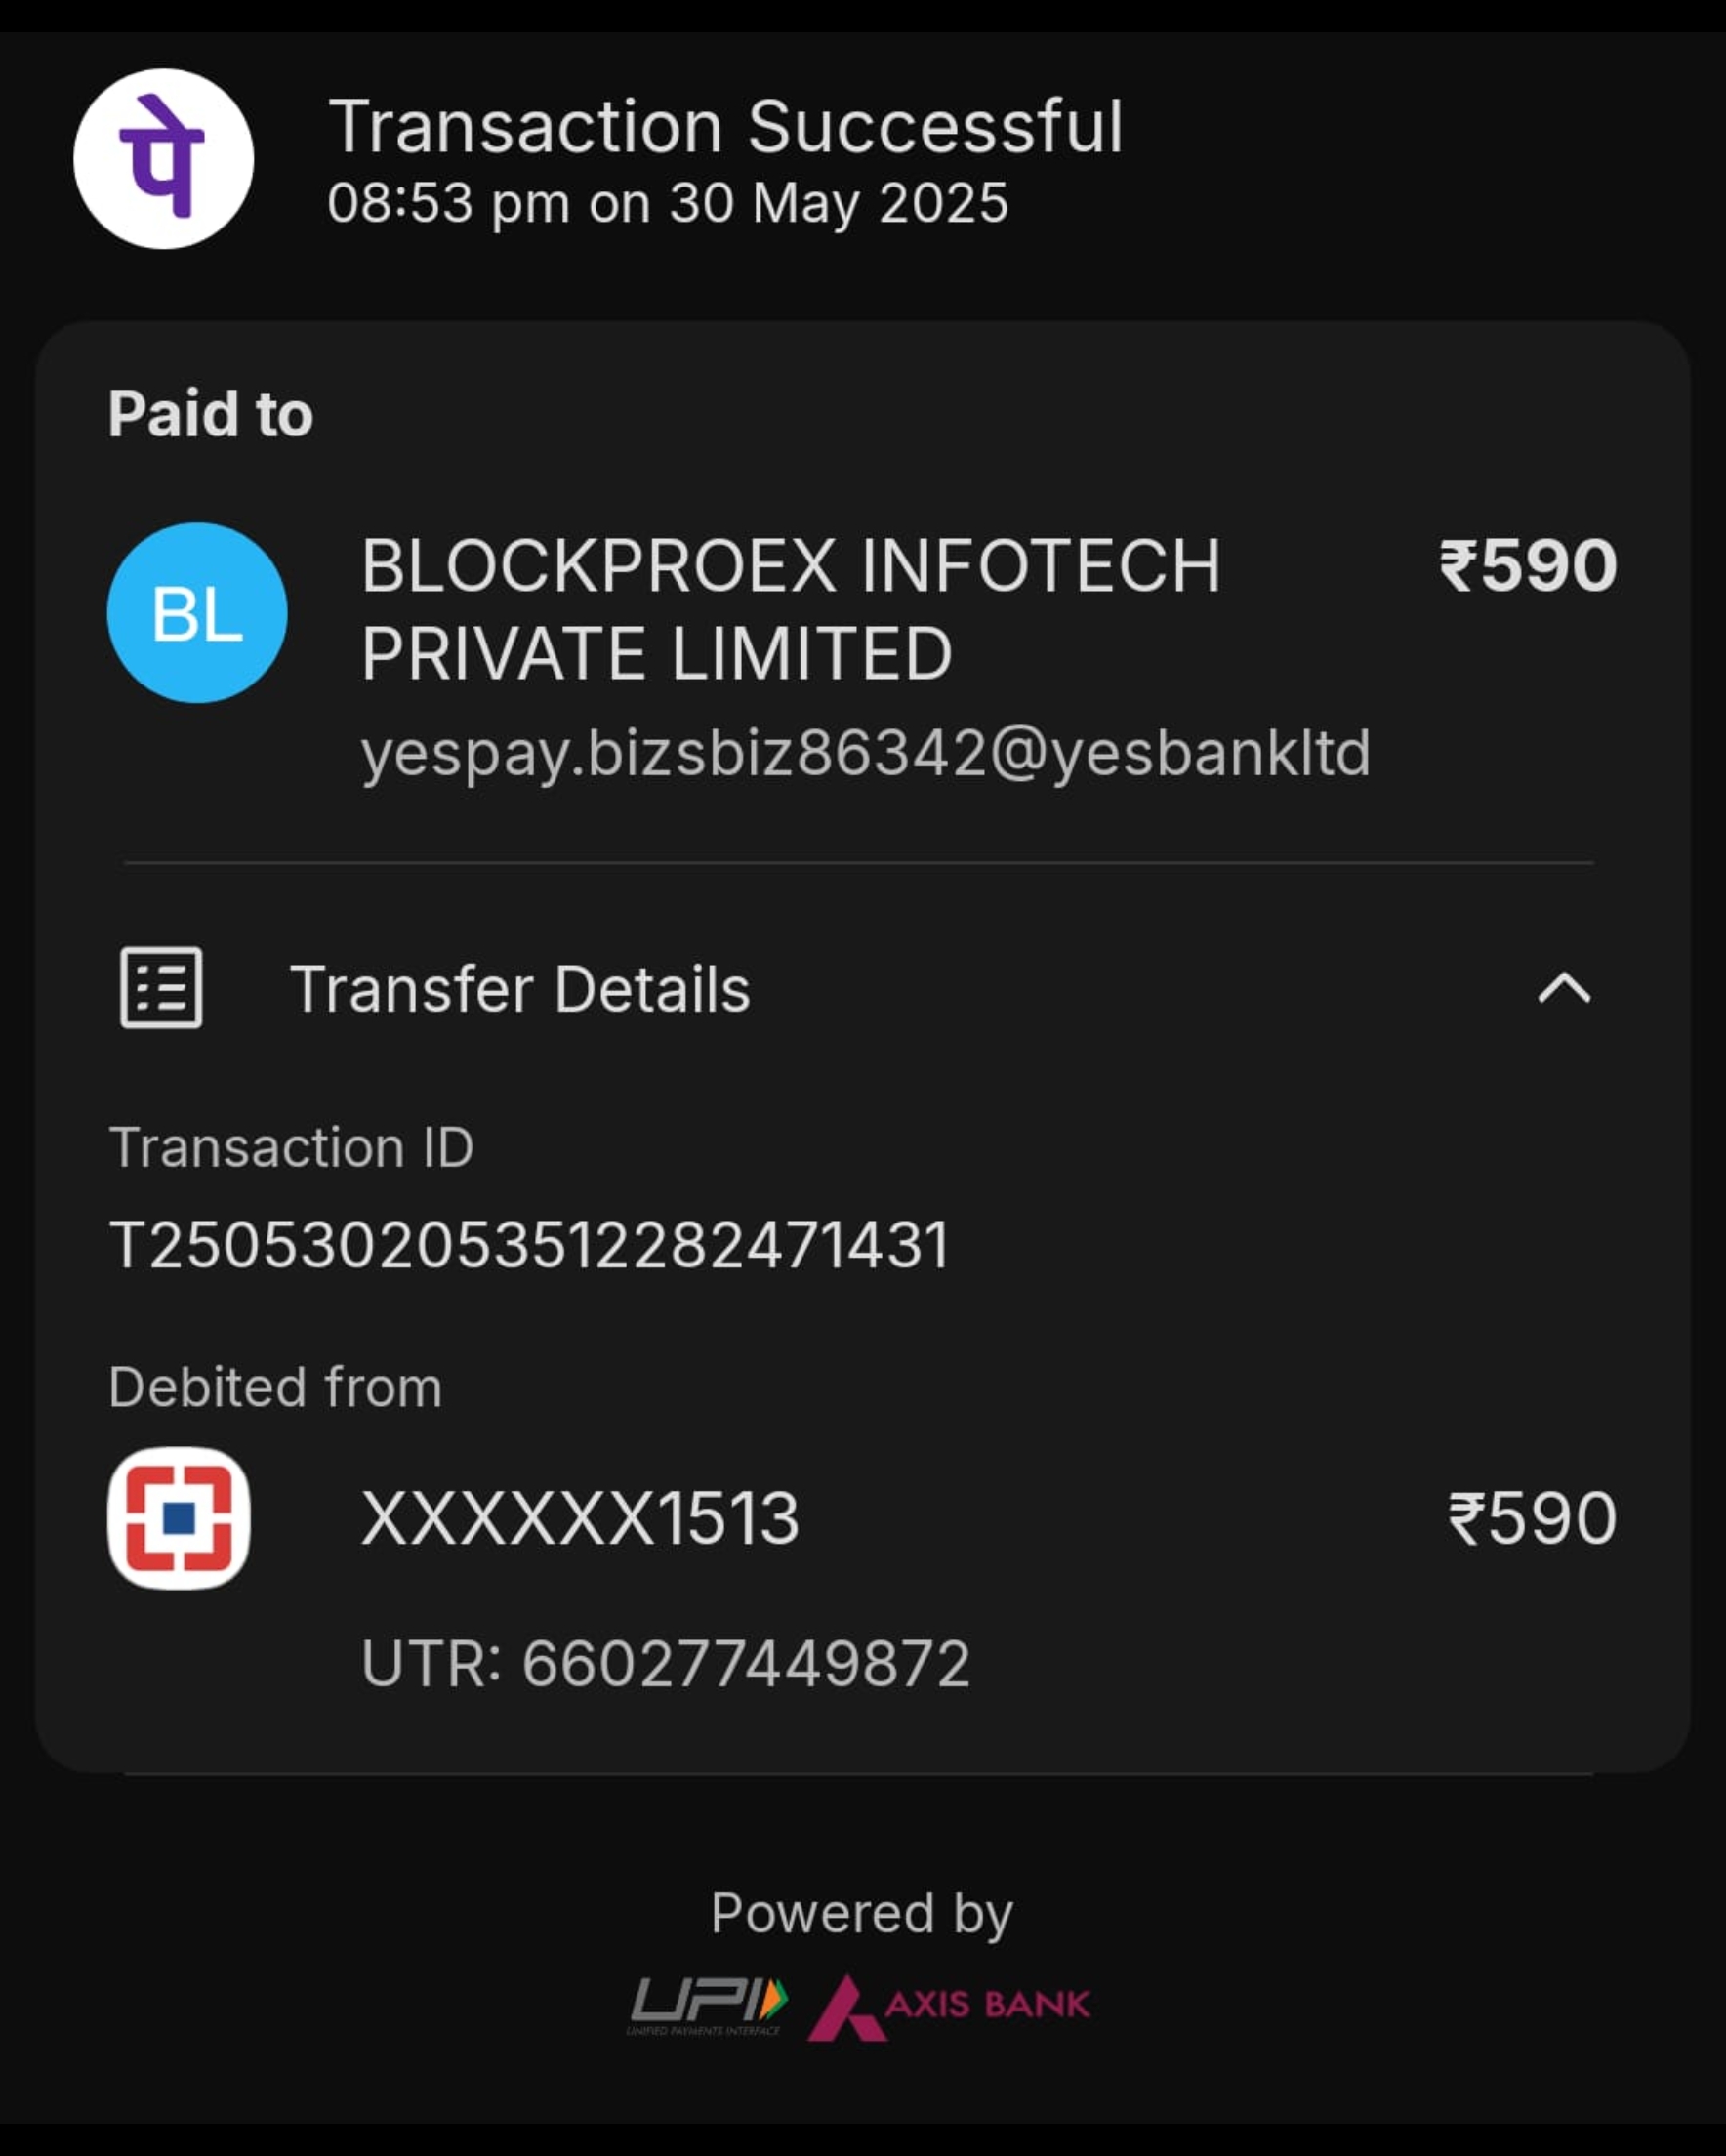 पे
Transaction Successful
08:53 pm on 30 May 2025
Paid to
BL
BLOCKPROEX INFOTECH
PRIVATE LIMITED
₹590
yespay.bizsbiz86342@yesbankltd
Transfer Details
Transaction ID
T2505302053512282471431
Debited from
XXXXXX1513
₹590
UTR: 660277449872
Powered by
UPI
UNIFIED PAYMENTS INTERFACE
AXIS BANK